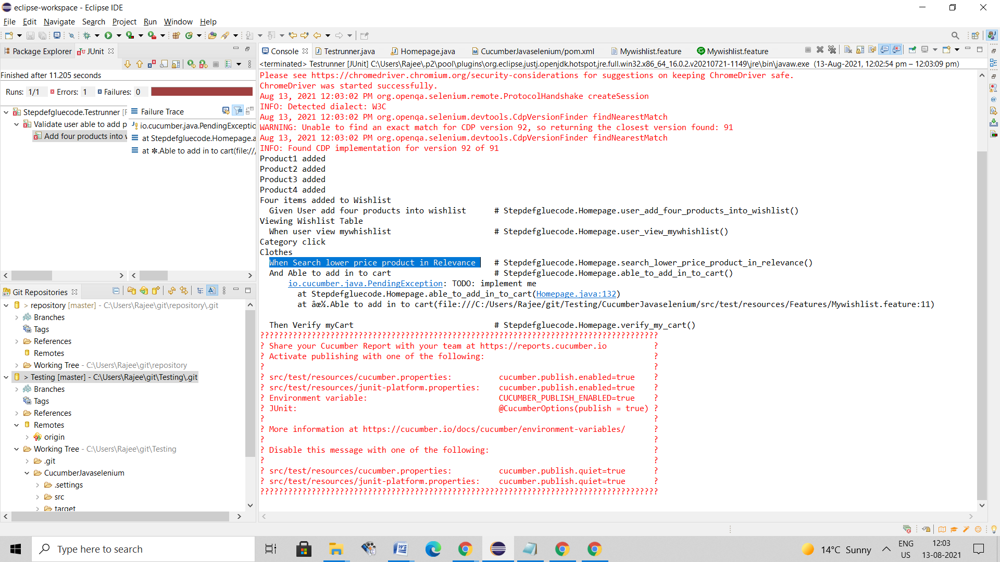 eclipse-workspace - Eclipse IDE
File Edit Navigate Search Project Run Window Help
Package Explorer JUnit
Finished after 11.205 seconds
Runs: 1/1 Errors: 1 Failures: 0
Stepdefgluecode.Testrunner [F
Validate user able to add p
Add four products into w
Failure Trace
io.cucumber.java.PendingExceptic
at Stepdefgluecode.Homepage.a
at ✻.Able to add in to cart(file://
Git Repositories
> repository [master] - C:\Users\Rajee\git\repository\.git
Branches
Tags
References
Remotes
Working Tree - C:\Users\Rajee\git\repository
> Testing [master] - C:\Users\Rajee\git\Testing\.git
Branches
Tags
References
Remotes
origin
Working Tree - C:\Users\Rajee\git\Testing
.git
CucumberJavaselenium
.settings
src
target
Console Testrunner.java Homepage.java CucumberJavaselenium/pom.xml Mywishlist.feature Mywishlist.feature
<terminated> Testrunner [JUnit] C:\Users\Rajee\.p2\pool\plugins\org.eclipse.justj.openjdk.hotspot.jre.full.win32.x86_64_16.0.2.v20210721-1149\jre\bin\javaw.exe (13-Aug-2021, 12:02:54 pm – 12:03:09 pm)
Please see https://chromedriver.chromium.org/security-considerations for suggestions on keeping ChromeDriver safe.
ChromeDriver was started successfully.
Aug 13, 2021 12:03:02 PM org.openqa.selenium.remote.ProtocolHandshake createSession
INFO: Detected dialect: W3C
Aug 13, 2021 12:03:02 PM org.openqa.selenium.devtools.CdpVersionFinder findNearestMatch
WARNING: Unable to find an exact match for CDP version 92, so returning the closest version found: 91
Aug 13, 2021 12:03:02 PM org.openqa.selenium.devtools.CdpVersionFinder findNearestMatch
INFO: Found CDP implementation for version 92 of 91
Product1 added
Product2 added
Product3 added
Product4 added
Four items added to Wishlist
Given User add four products into wishlist # Stepdefgluecode.Homepage.user_add_four_products_into_wishlist()
Viewing Wishlist Table
When user view mywhishlist # Stepdefgluecode.Homepage.user_view_mywhishlist()
Category click
Clothes
When Search lower price product in Relevance # Stepdefgluecode.Homepage.search_lower_price_product_in_relevance()
And Able to add in to cart # Stepdefgluecode.Homepage.able_to_add_in_to_cart()
io.cucumber.java.PendingException: TODO: implement me
at Stepdefgluecode.Homepage.able_to_add_in_to_cart(Homepage.java:132)
at âœ½.Able to add in to cart(file:///C:/Users/Rajee/git/Testing/CucumberJavaselenium/src/test/resources/Features/Mywishlist.feature:11)
Then Verify myCart # Stepdefgluecode.Homepage.verify_my_cart()
?????????????????????????????????????????????????????????????????????????????????????
? Share your Cucumber Report with your team at https://reports.cucumber.io ?
? Activate publishing with one of the following: ?
? ?
? src/test/resources/cucumber.properties: cucumber.publish.enabled=true ?
? src/test/resources/junit-platform.properties: cucumber.publish.enabled=true ?
? Environment variable: CUCUMBER_PUBLISH_ENABLED=true ?
? JUnit: @CucumberOptions(publish = true) ?
? ?
? More information at https://cucumber.io/docs/cucumber/environment-variables/ ?
? ?
? Disable this message with one of the following: ?
? ?
? src/test/resources/cucumber.properties: cucumber.publish.quiet=true ?
? src/test/resources/junit-platform.properties: cucumber.publish.quiet=true ?
?????????????????????????????????????????????????????????????????????????????????????
Type here to search
14°C Sunny
ENG
US
12:03
13-08-2021